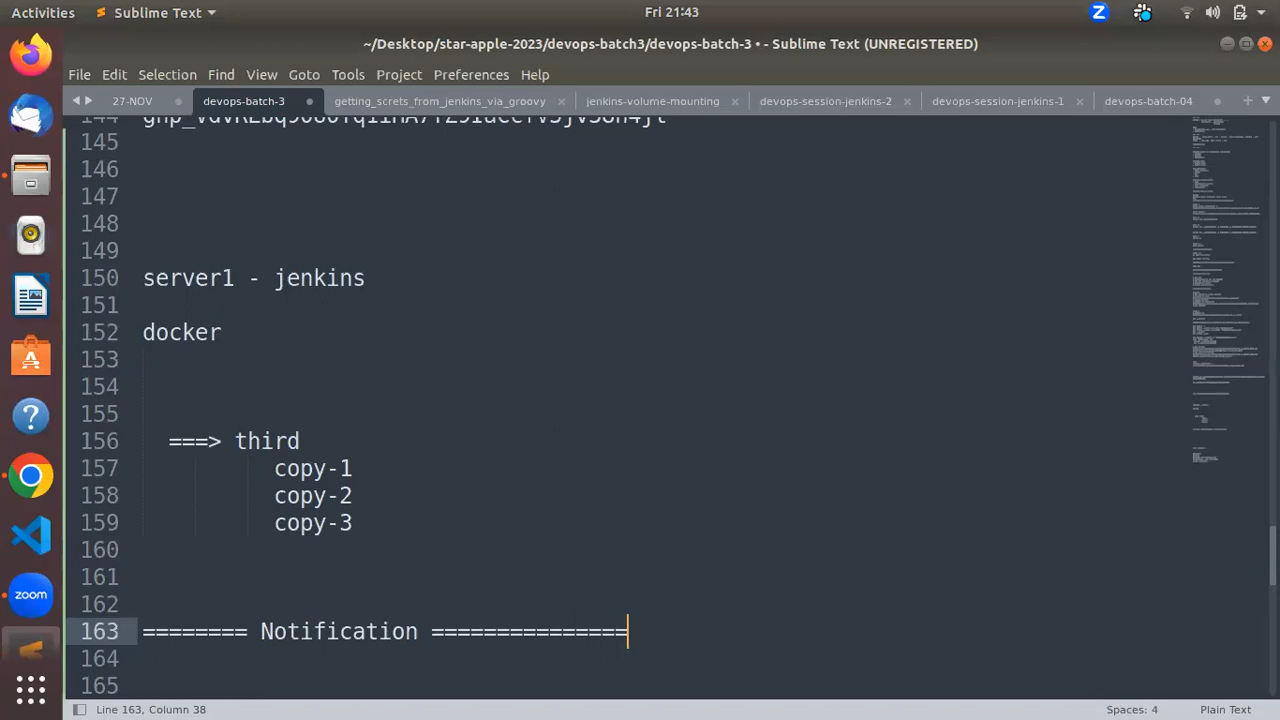 Activities
Sublime Text
Fri 21:43
~/Desktop/star-apple-2023/devops-batch3/devops-batch-3 • - Sublime Text (UNREGISTERED)
File Edit Selection Find View Goto Tools Project Preferences Help
27-NOV
devops-batch-3
getting_screts_from_jenkins_via_groovy
jenkins-volume-mounting
devops-session-jenkins-2
devops-session-jenkins-1
devops-batch-04
144
145
146
147
148
149
150 server1 - jenkins
151
152 docker
153
154
155
156 ===> third
157 copy-1
158 copy-2
159 copy-3
160
161
162
163 ======== Notification ===============
164
165
zoom
Line 163, Column 38
Spaces: 4
Plain Text